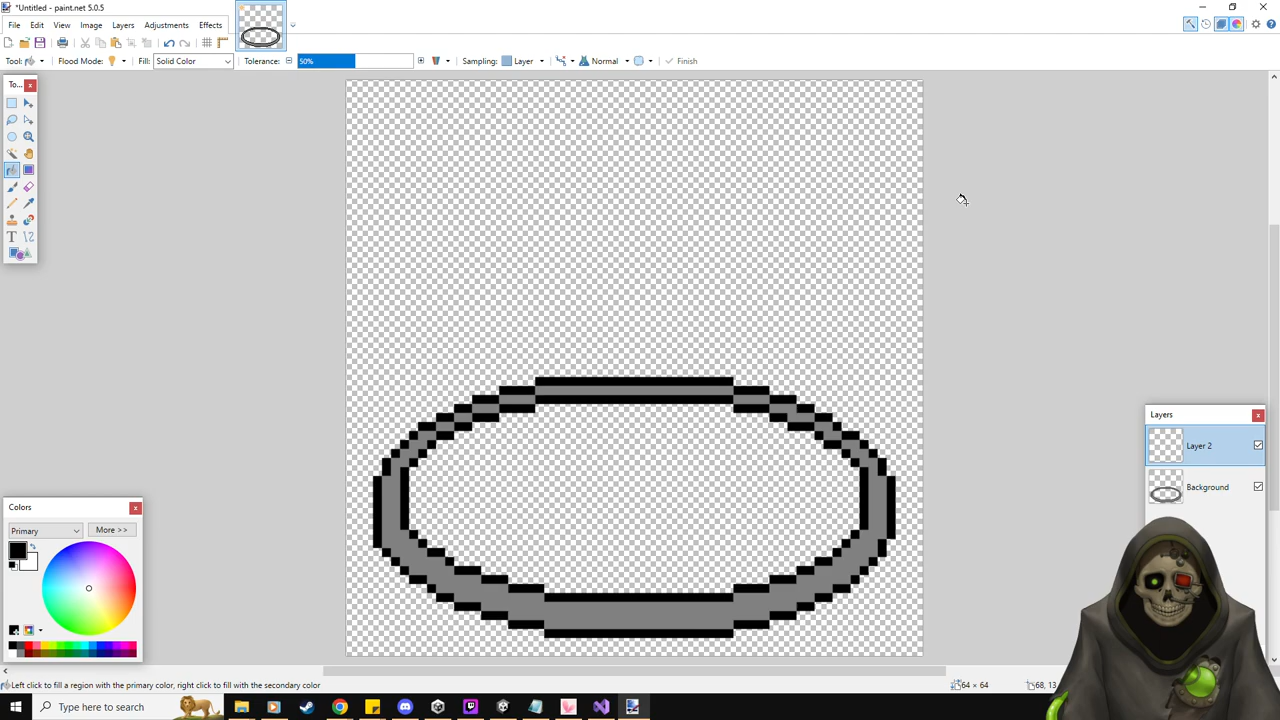 *Untitled - paint.net 5.0.5
File Edit View Image Layers Adjustments Effects
Tool: Flood Mode: Fill: Solid Color Tolerance: 50% Sampling: Layer Normal Finish
To...
Layers
Layer 2
Background
Colors
Primary More >>
Left click to fill a region with the primary color, right click to fill with the secondary color
64 × 64
68, 13
Type here to search